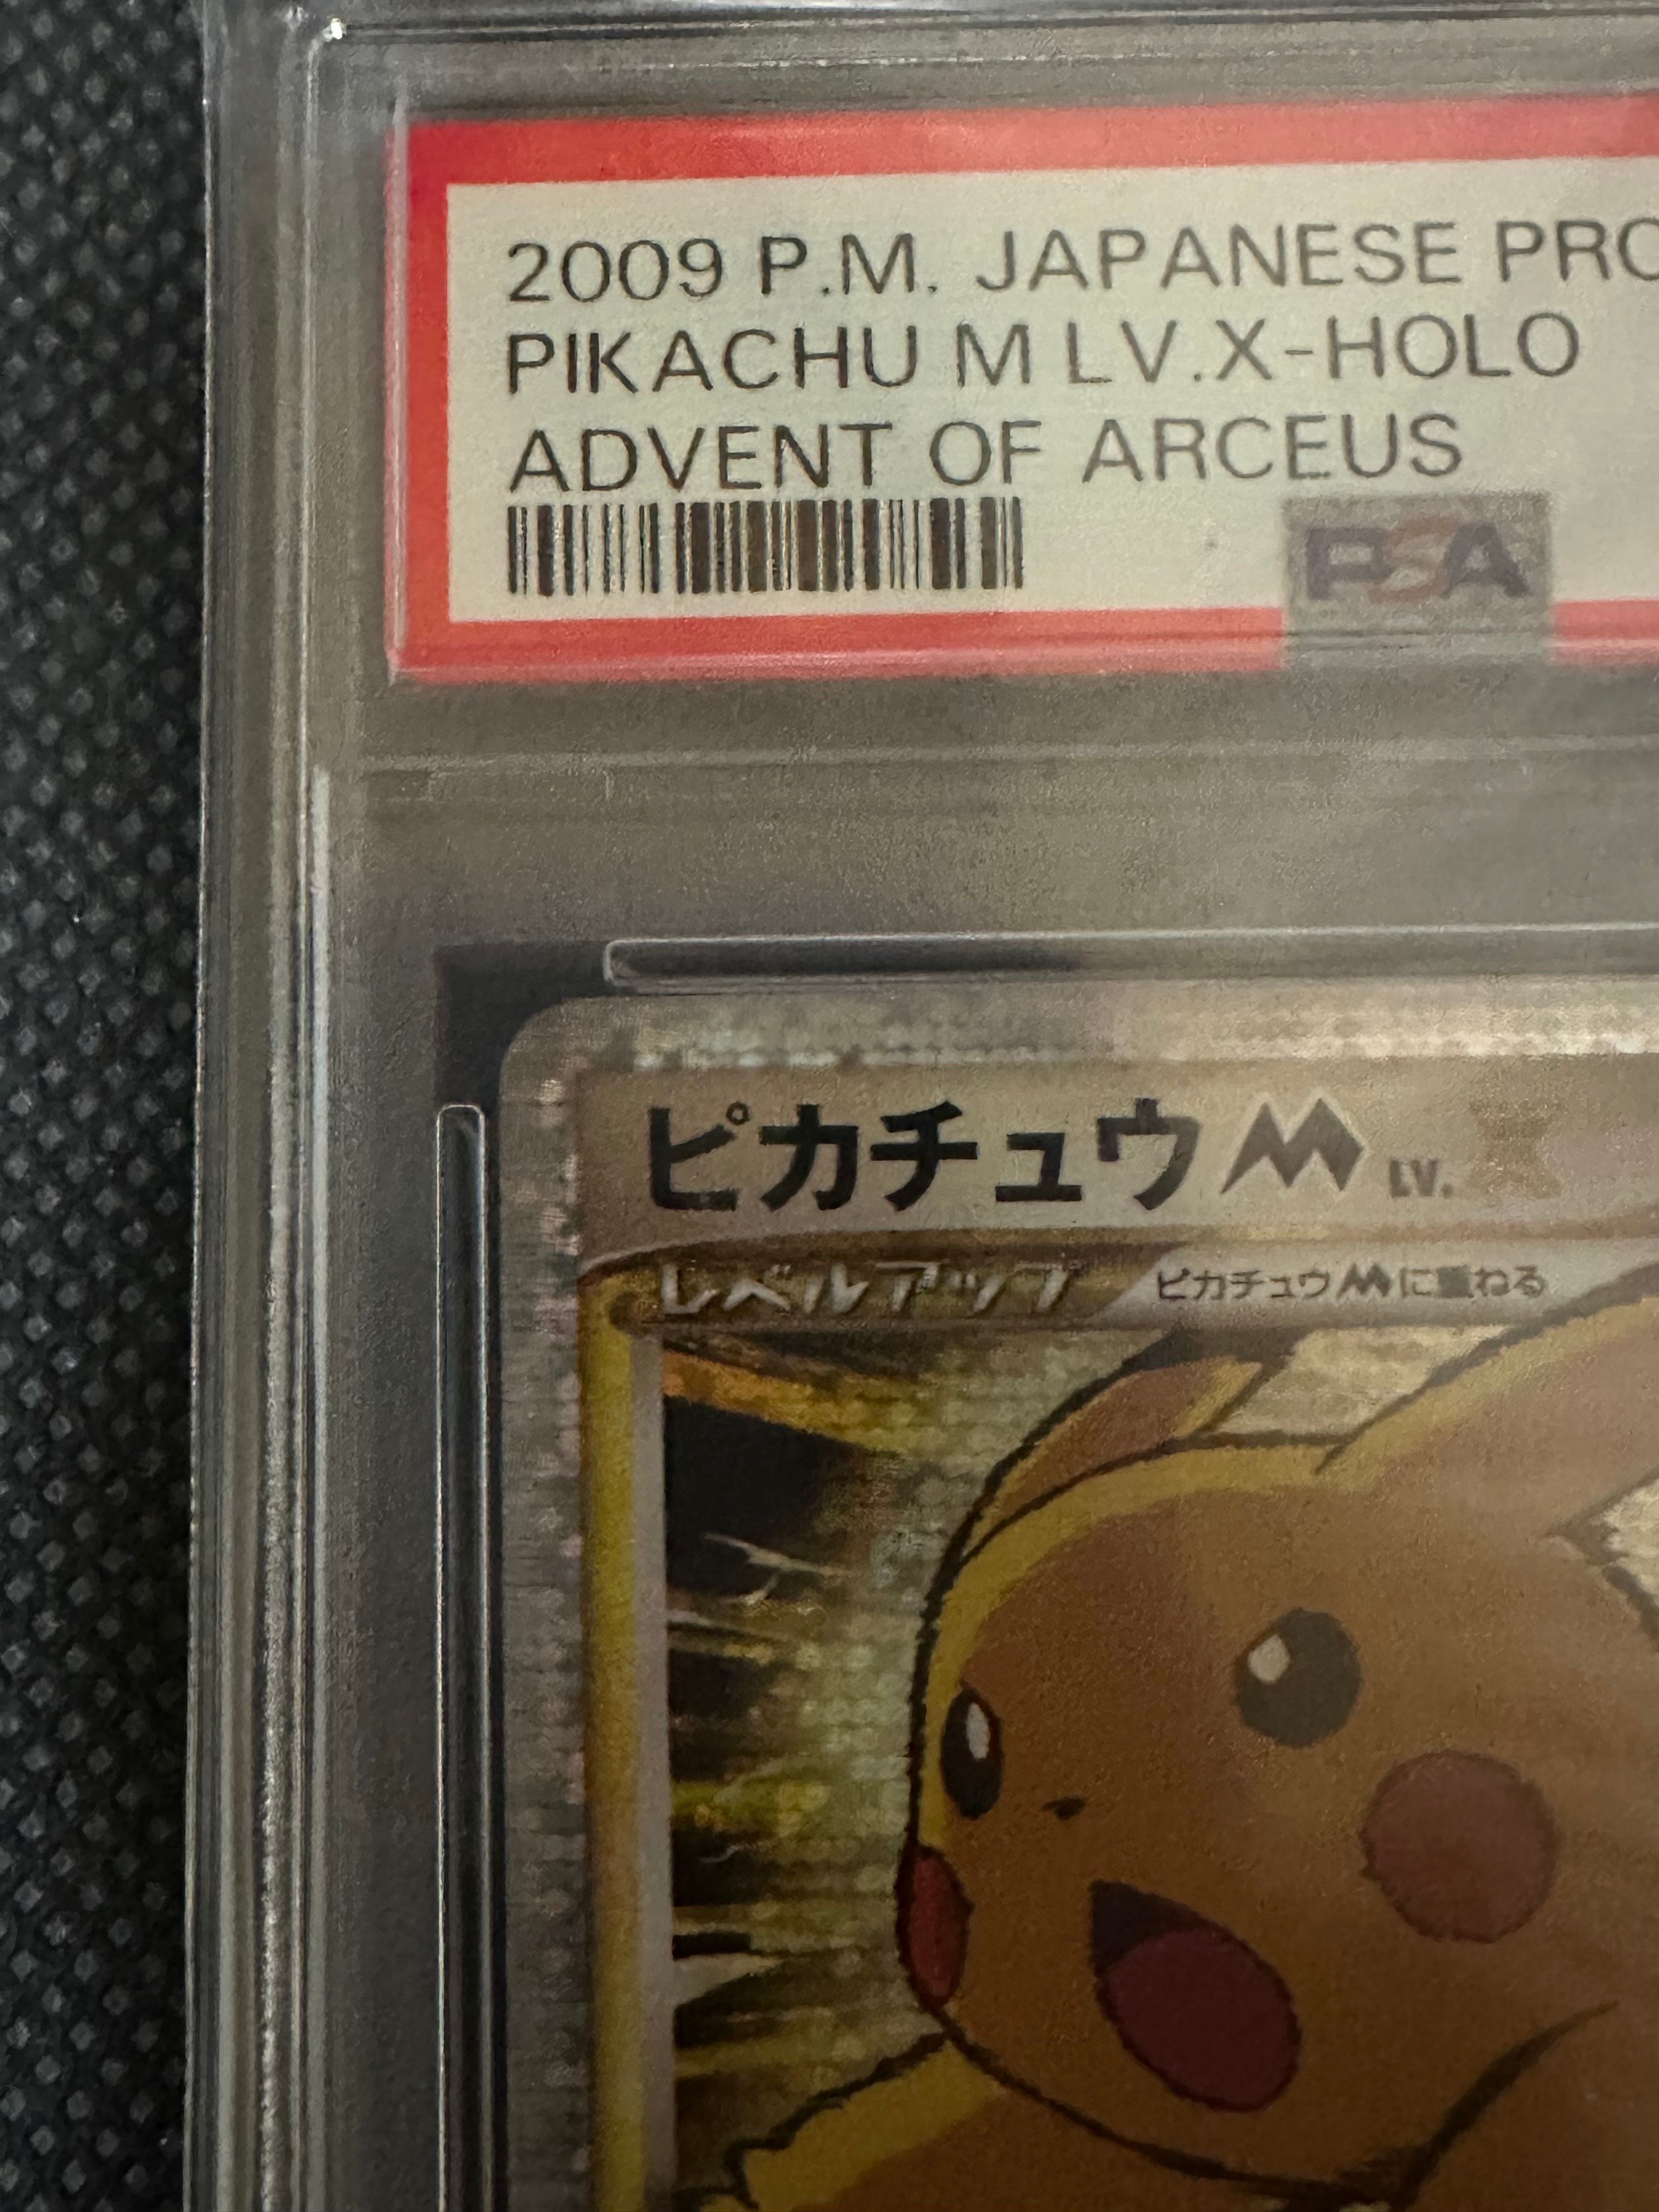 2009 P.M. JAPANESE PRO
PIKACHU M LV.X-HOLO
ADVENT OF ARCEUS
PSA
ピカチュウM LV.X
レベルアップ ピカチュウMに重ねる